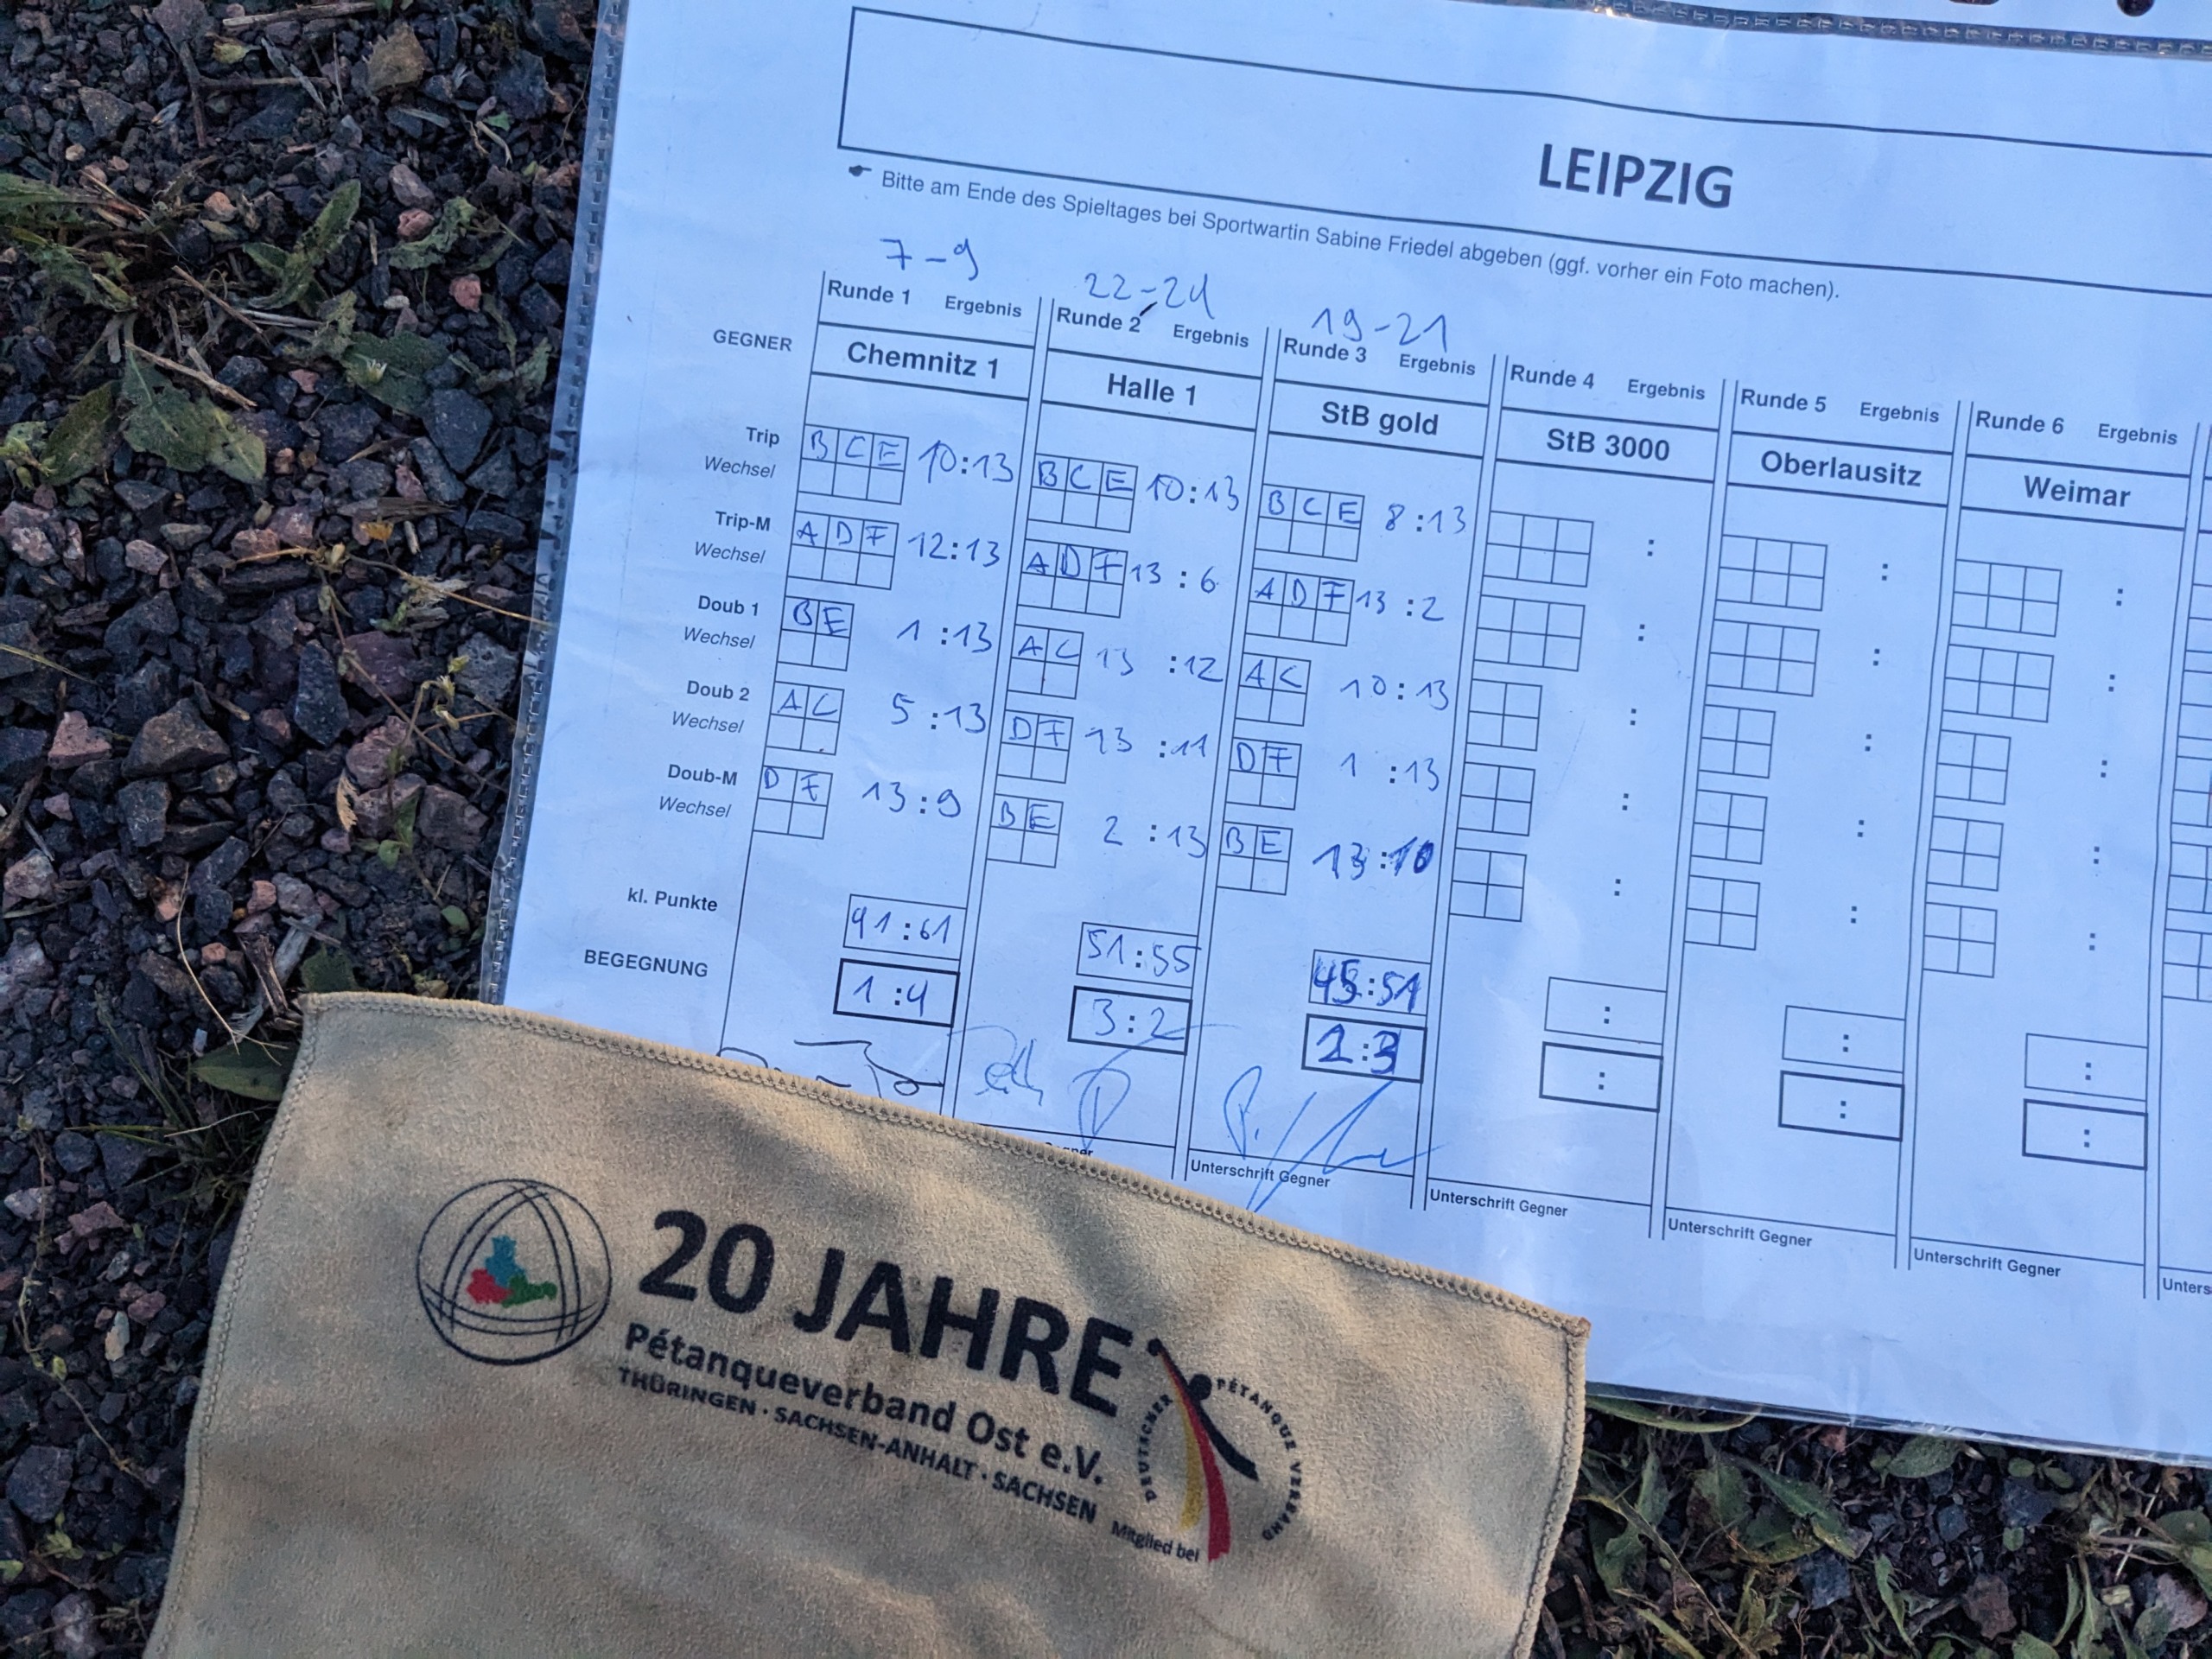 LEIPZIG
☛ Bitte am Ende des Spieltages bei Sportwartin Sabine Friedel abgeben (ggf. vorher ein Foto machen).
7-9 22-24 19-21
Runde 1 Ergebnis Runde 2 Ergebnis Runde 3 Ergebnis Runde 4 Ergebnis Runde 5 Ergebnis Runde 6 Ergebnis
GEGNER Chemnitz 1 Halle 1 StB gold StB 3000 Oberlausitz Weimar
Trip B C E 10:13 B C E 10:13 B C E 8:13 : : :
Wechsel
Trip-M A D F 12:13 A D F 13:6 A D F 13:2 : : :
Wechsel
Doub 1 B E 1:13 A C 13:12 A C 10:13 : : :
Wechsel
Doub 2 A C 5:13 D F 13:11 D F 1:13 : : :
Wechsel
Doub-M D F 13:9 B E 2:13 B E 13:10 : : :
Wechsel
kl. Punkte 41:61 51:55 45:51 : : :
BEGEGNUNG 1:4 3:2 2:3 : : :
Unterschrift Gegner Unterschrift Gegner Unterschrift Gegner Unterschrift Gegner
20 JAHRE
Pétanqueverband Ost e.V.
THÜRINGEN · SACHSEN-ANHALT · SACHSEN
Mitglied bei
DEUTSCHER PÉTANQUE VERBAND